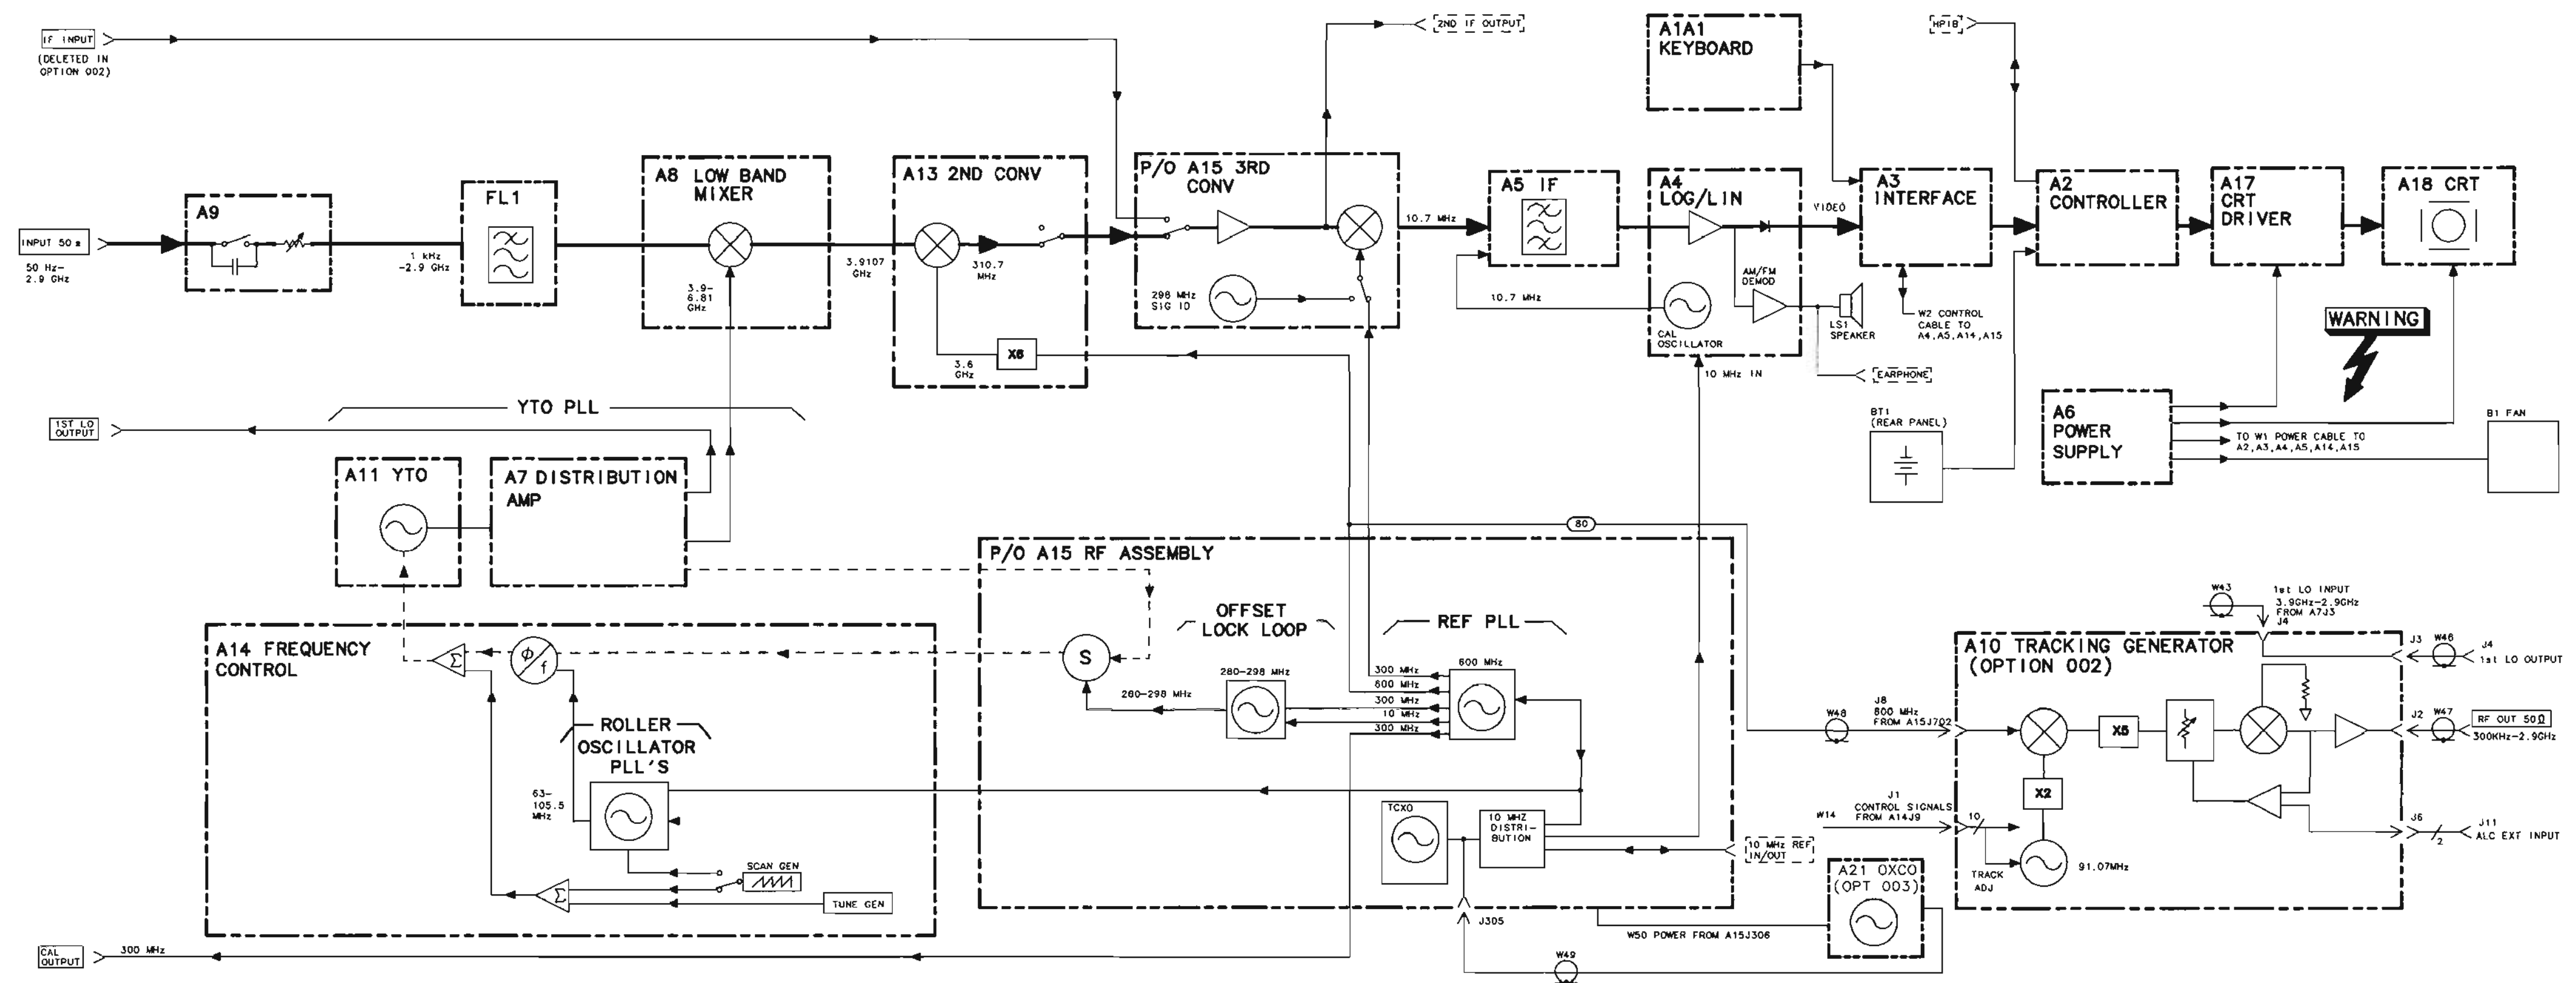 IF INPUT
(DELETED IN
OPTION 002)
2ND IF OUTPUT
A1A1
KEYBOARD
HPIB
INPUT 50 Ω
50 Hz-
2.9 GHz
A9
1 kHz
-2.9 GHz
FL1
A8 LOW BAND
MIXER
3.9-
6.81
GHz
3.9107
GHz
A13 2ND CONV
310.7
MHz
X6
3.6
GHz
P/O A15 3RD
CONV
298 MHz
SIG ID
10.7 MHz
A5 IF
10.7 MHz
A4
LOG/LIN
AM/FM
DEMOD
CAL
OSCILLATOR
10 MHz IN
VIDEO
LS1
SPEAKER
EARPHONE
A3
INTERFACE
W2 CONTROL
CABLE TO
A4,A5,A14,A15
A2
CONTROLLER
A17
CRT
DRIVER
A18 CRT
WARNING
BT1
(REAR PANEL)
A6
POWER
SUPPLY
TO W1 POWER CABLE TO
A2,A3,A4,A5,A14,A15
B1 FAN
1ST LO
OUTPUT
YTO PLL
A11 YTO
A7 DISTRIBUTION
AMP
80
P/O A15 RF ASSEMBLY
OFFSET
LOCK LOOP
REF PLL
S
280-298 MHz
280-298 MHz
300 MHz
600 MHz
300 MHz
10 MHz
300 MHz
600 MHz
TCXO
10 MHZ
DISTRI-
BUTION
10 MHz REF
IN/OUT
J305
A14 FREQUENCY
CONTROL
Σ
Φ/f
ROLLER
OSCILLATOR
PLL'S
63-
105.5
MHz
SCAN GEN
Σ
TUNE GEN
CAL
OUTPUT
300 MHz
W50 POWER FROM A15J306
W49
A21 OXCO
(OPT 003)
W43
1st LO INPUT
3.9GHz-2.9GHz
FROM A7J3
J4
A10 TRACKING GENERATOR
(OPTION 002)
J3
W46
J4
1st LO OUTPUT
J2
W47
RF OUT 50Ω
300KHz-2.9GHz
J6
2
J11
ALC EXT INPUT
W48
J8
600 MHz
FROM A15J702
X5
X2
W14
J1
CONTROL SIGNALS
FROM A14J9
10
TRACK
ADJ
91.07MHz